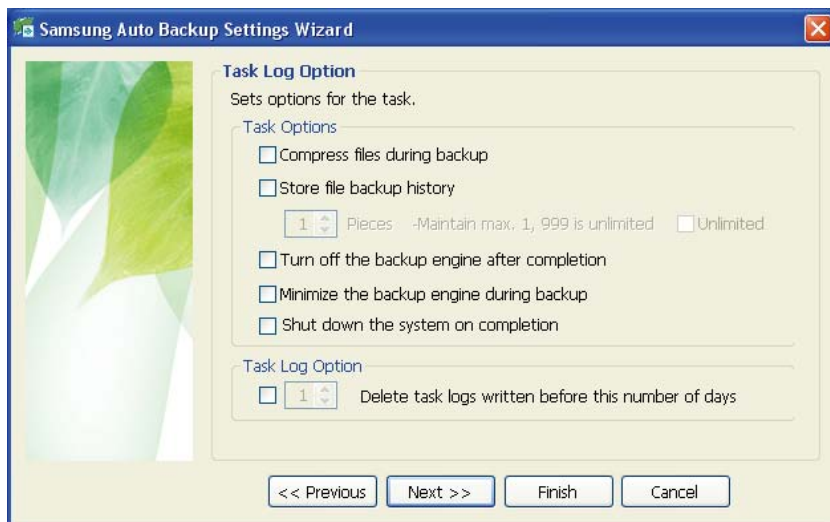 Samsung Auto Backup Settings Wizard
Task Log Option
Sets options for the task.
Task Options
Compress files during backup
Store file backup history
1 Pieces -Maintain max. 1, 999 is unlimited Unlimited
Turn off the backup engine after completion
Minimize the backup engine during backup
Shut down the system on completion
Task Log Option
1 Delete task logs written before this number of days
<< Previous Next >> Finish Cancel